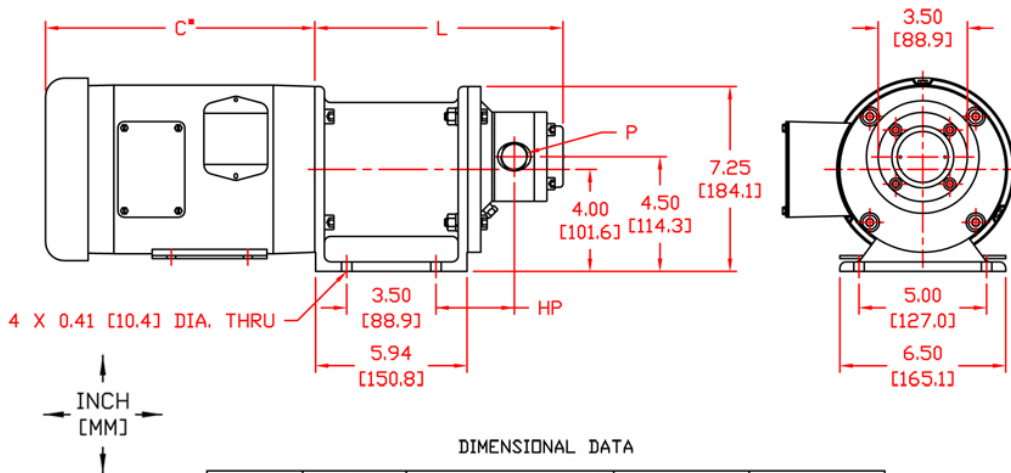 C*
L
3.50
[88.9]
P
7.25
[184.1]
4.50
[114.3]
4.00
[101.6]
4 X 0.41 [10.4] DIA. THRU
3.50
[88.9]
HP
5.94
[150.8]
5.00
[127.0]
6.50
[165.1]
INCH
[MM]
DIMENSIONAL DATA